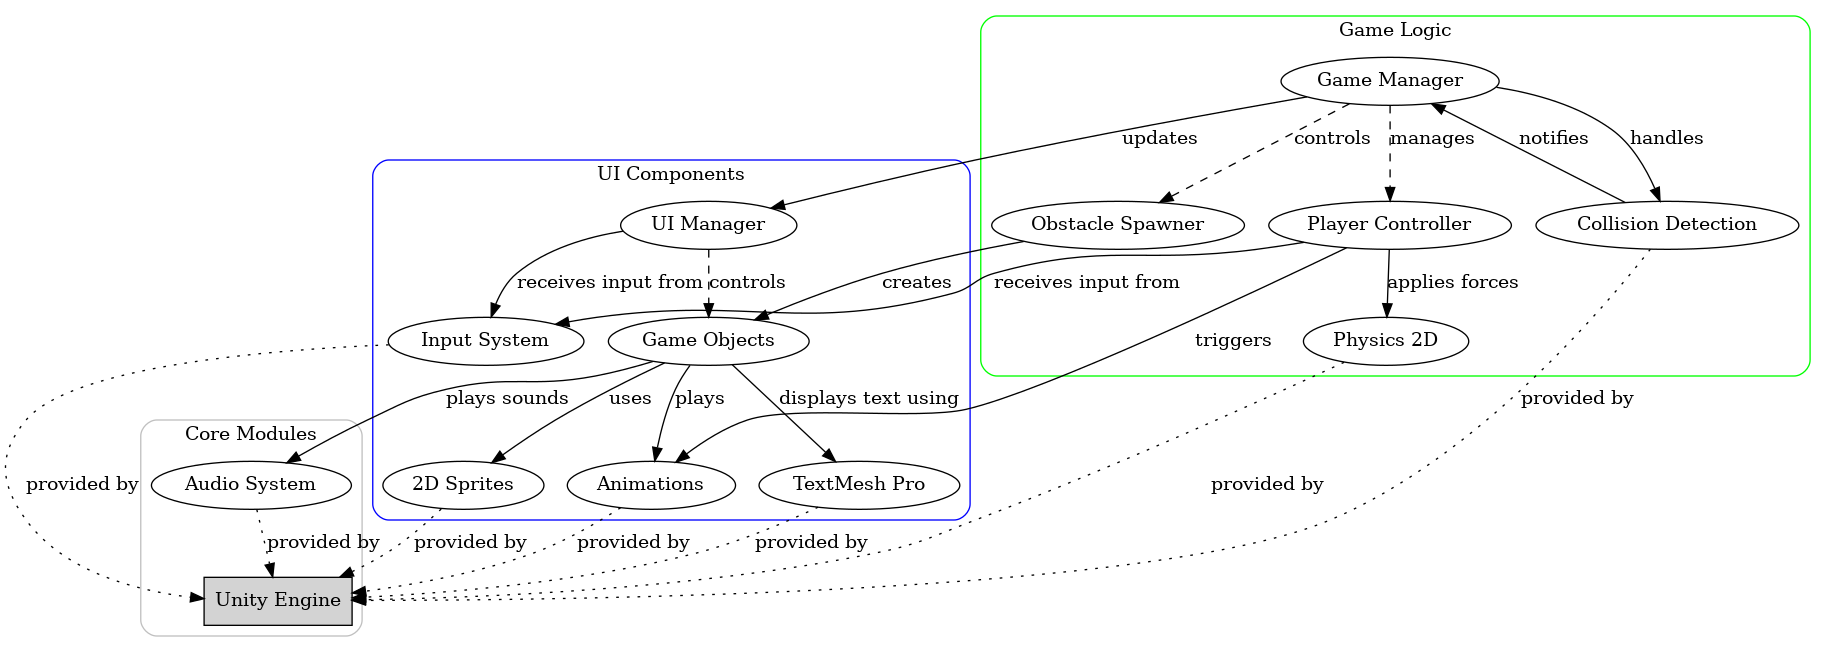 Game Logic
Game Manager
updates
controls
manages
notifies
handles
UI Components
UI Manager
Obstacle Spawner
Player Controller
Collision Detection
receives input from
controls
creates
receives input from
applies forces
Input System
Game Objects
triggers
Physics 2D
plays sounds
uses
plays
displays text using
provided by
Core Modules
provided by
Audio System
2D Sprites
Animations
TextMesh Pro
provided by
provided by
provided by
provided by
provided by
Unity Engine